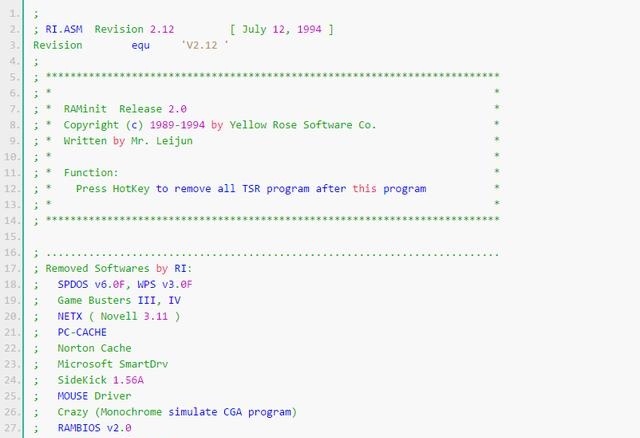 1. ;
2. ; RI.ASM  Revision 2.12         [ July 12, 1994 ]
3. Revision        equ     'V2.12 '
4. ;
5. ; **************************************************************************
6. ; *                                                                        *
7. ; *  RAMinit  Release 2.0                                                  *
8. ; *  Copyright (c) 1989-1994 by Yellow Rose Software Co.                   *
9. ; *  Written by Mr. Leijun                                                 *
10. ; *                                                                        *
11. ; *  Function:                                                             *
12. ; *    Press HotKey to remove all TSR program after this program           *
13. ; *                                                                        *
14. ; **************************************************************************
15.
16. ; ..........................................................................
17. ; Removed Softwares by RI:
18. ;   SPDOS v6.0F, WPS v3.0F
19. ;   Game Busters III, IV
20. ;   NETX ( Novell 3.11 )
21. ;   PC-CACHE
22. ;   Norton Cache
23. ;   Microsoft SmartDrv
24. ;   SideKick 1.56A
25. ;   MOUSE Driver
26. ;   Crazy (Monochrome simulate CGA program)
27. ;   RAMBIOS v2.0